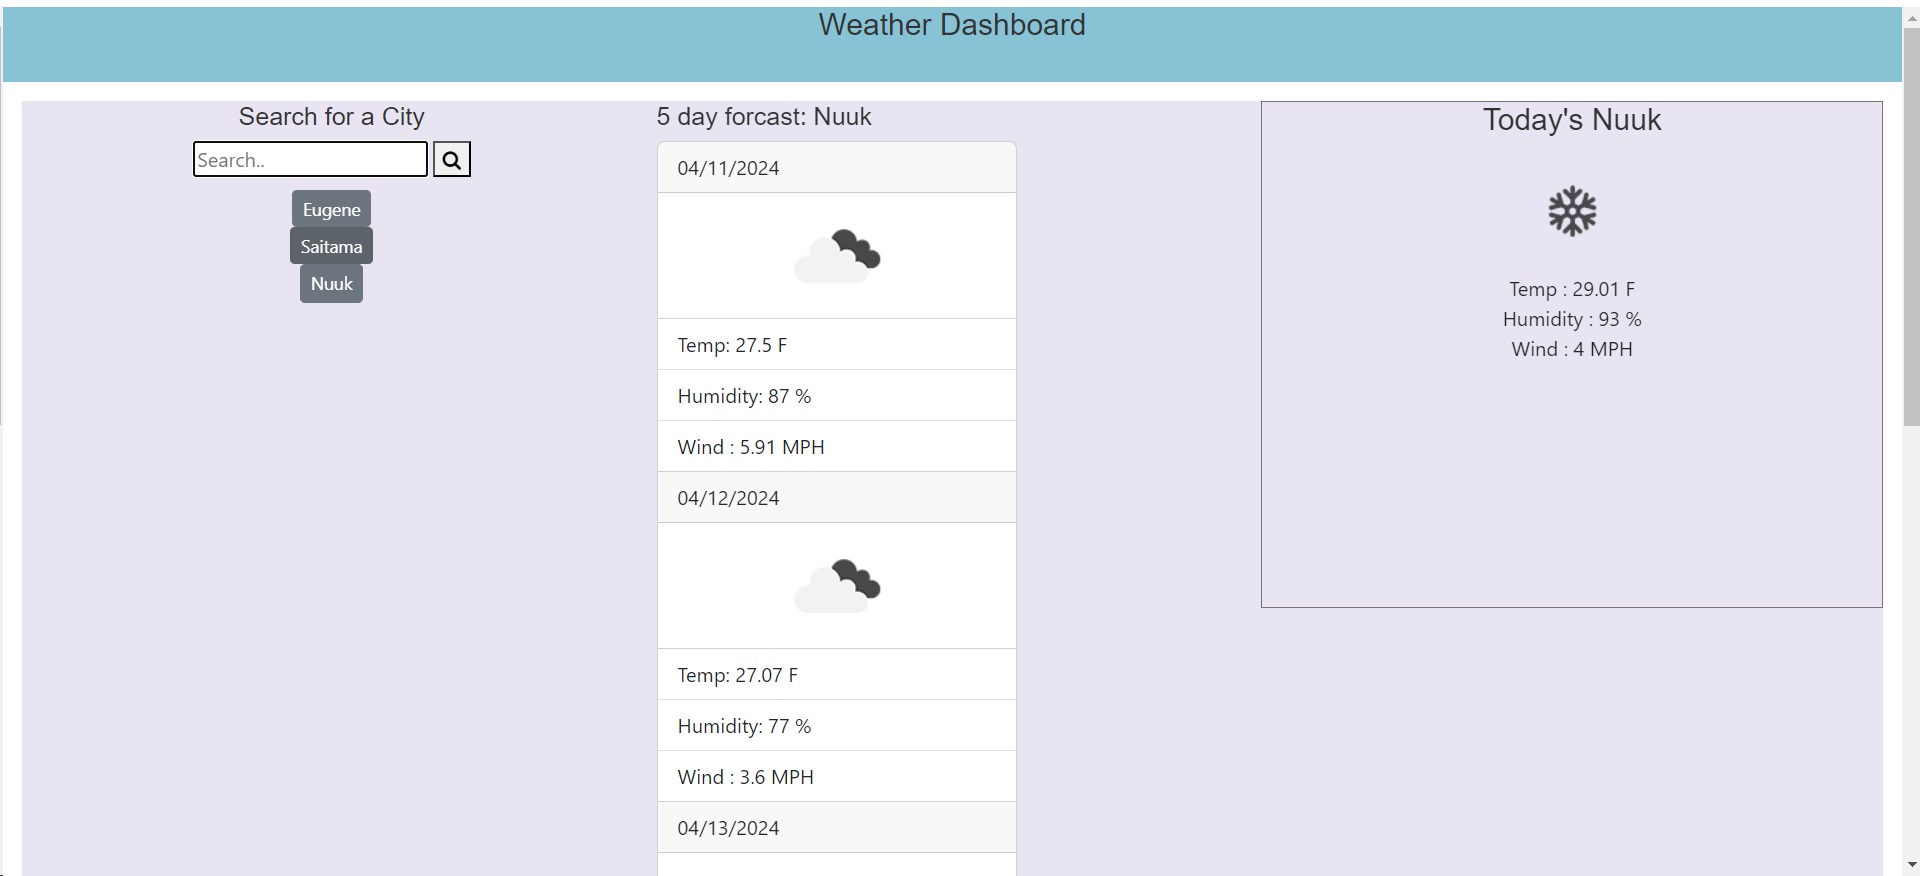 Weather Dashboard
Search for a City
Search..
Eugene
Saitama
Nuuk
5 day forcast: Nuuk
04/11/2024
Temp: 27.5 F
Humidity: 87 %
Wind : 5.91 MPH
04/12/2024
Temp: 27.07 F
Humidity: 77 %
Wind : 3.6 MPH
04/13/2024
Today's Nuuk
Temp : 29.01 F
Humidity : 93 %
Wind : 4 MPH